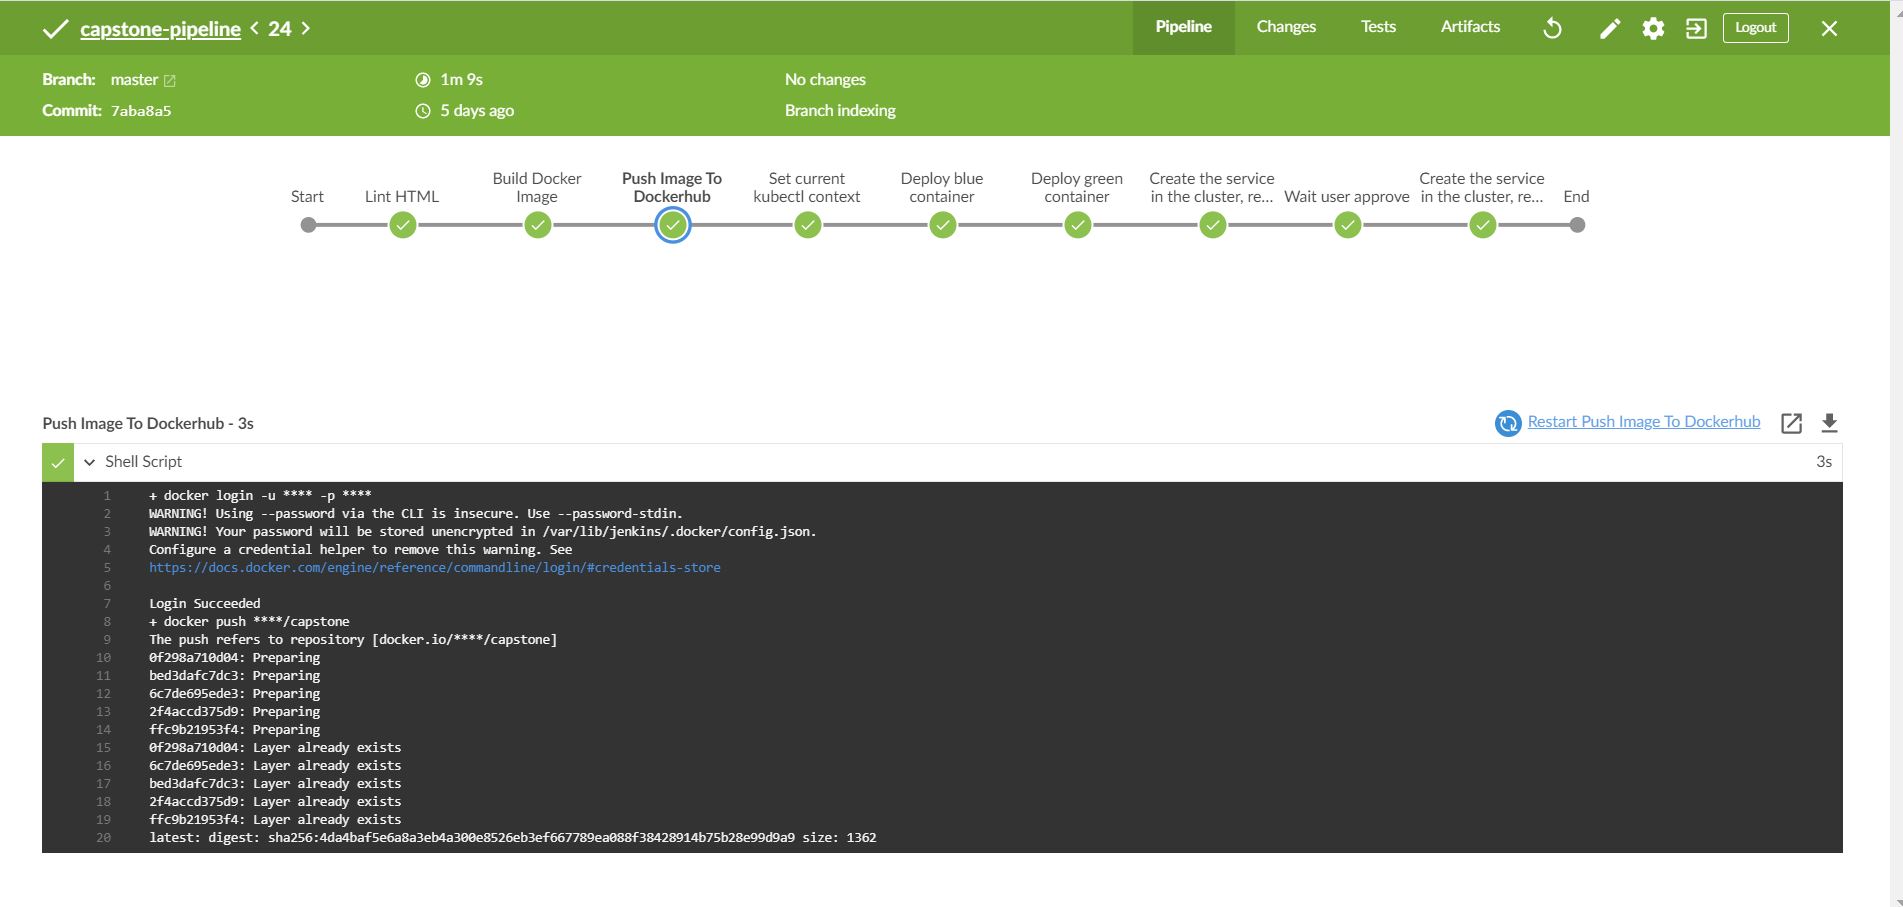 capstone-pipeline < 24 >
Pipeline Changes Tests Artifacts Logout
Branch: master 1m 9s No changes
Commit: 7aba8a5 5 days ago Branch indexing
Start
Lint HTML
Build Docker
Image
Push Image To
Dockerhub
Set current
kubectl context
Deploy blue
container
Deploy green
container
Create the service
in the cluster, re...
Wait user approve
Create the service
in the cluster, re...
End
Push Image To Dockerhub - 3s
Restart Push Image To Dockerhub
Shell Script 3s
1 + docker login -u **** -p ****
2 WARNING! Using --password via the CLI is insecure. Use --password-stdin.
3 WARNING! Your password will be stored unencrypted in /var/lib/jenkins/.docker/config.json.
4 Configure a credential helper to remove this warning. See
5 https://docs.docker.com/engine/reference/commandline/login/#credentials-store
6
7 Login Succeeded
8 + docker push ****/capstone
9 The push refers to repository [docker.io/****/capstone]
10 0f298a710d04: Preparing
11 bed3dafc7dc3: Preparing
12 6c7de695ede3: Preparing
13 2f4accd375d9: Preparing
14 ffc9b21953f4: Preparing
15 0f298a710d04: Layer already exists
16 6c7de695ede3: Layer already exists
17 bed3dafc7dc3: Layer already exists
18 2f4accd375d9: Layer already exists
19 ffc9b21953f4: Layer already exists
20 latest: digest: sha256:4da4baf5e6a8a3eb4a300e8526eb3ef667789ea088f38428914b75b28e99d9a9 size: 1362